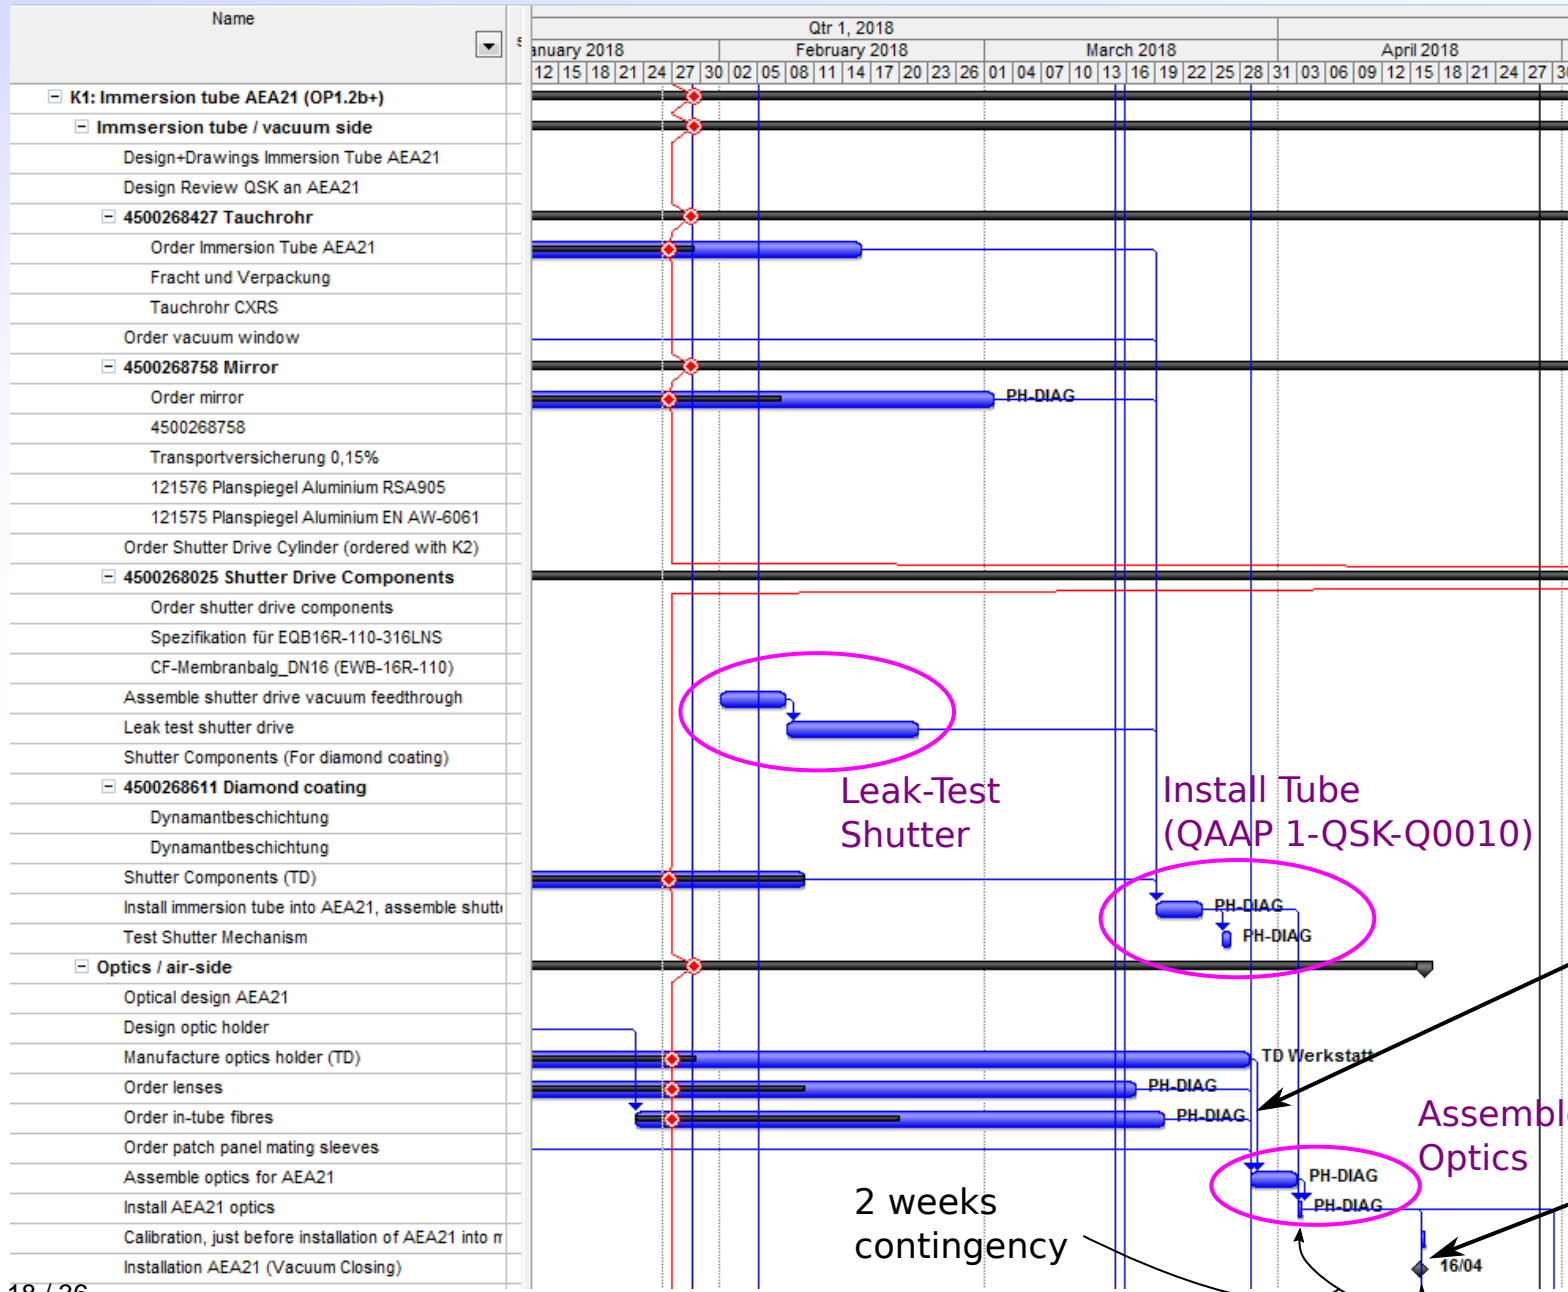 Name
s
Qtr 1, 2018
anuary 2018 February 2018 March 2018 April 2018
12 15 18 21 24 27 30 02 05 08 11 14 17 20 23 26 01 04 07 10 13 16 19 22 25 28 31 03 06 09 12 15 18 21 24 27 30
K1: Immersion tube AEA21 (OP1.2b+)
Immsersion tube / vacuum side
Design+Drawings Immersion Tube AEA21
Design Review QSK an AEA21
4500268427 Tauchrohr
Order Immersion Tube AEA21
Fracht und Verpackung
Tauchrohr CXRS
Order vacuum window
4500268758 Mirror
Order mirror PH-DIAG
4500268758
Transportversicherung 0,15%
121576 Planspiegel Aluminium RSA905
121575 Planspiegel Aluminium EN AW-6061
Order Shutter Drive Cylinder (ordered with K2)
4500268025 Shutter Drive Components
Order shutter drive components
Spezifikation für EQB16R-110-316LNS
CF-Membranbalg_DN16 (EWB-16R-110)
Assemble shutter drive vacuum feedthrough
Leak test shutter drive
Shutter Components (For diamond coating)
4500268611 Diamond coating
Leak-Test
Shutter
Install Tube
(QAAP 1-QSK-Q0010)
Dynamantbeschichtung
Dynamantbeschichtung
Shutter Components (TD)
Install immersion tube into AEA21, assemble shutt PH-DIAG
Test Shutter Mechanism PH-DIAG
Optics / air-side
Optical design AEA21
Design optic holder
Manufacture optics holder (TD) TD Werkstatt
Order lenses PH-DIAG
Order in-tube fibres PH-DIAG
Order patch panel mating sleeves
Assembl
Optics
Assemble optics for AEA21 PH-DIAG
Install AEA21 optics PH-DIAG
2 weeks
contingency
Calibration, just before installation of AEA21 into m
Installation AEA21 (Vacuum Closing) 16/04
18 / 26